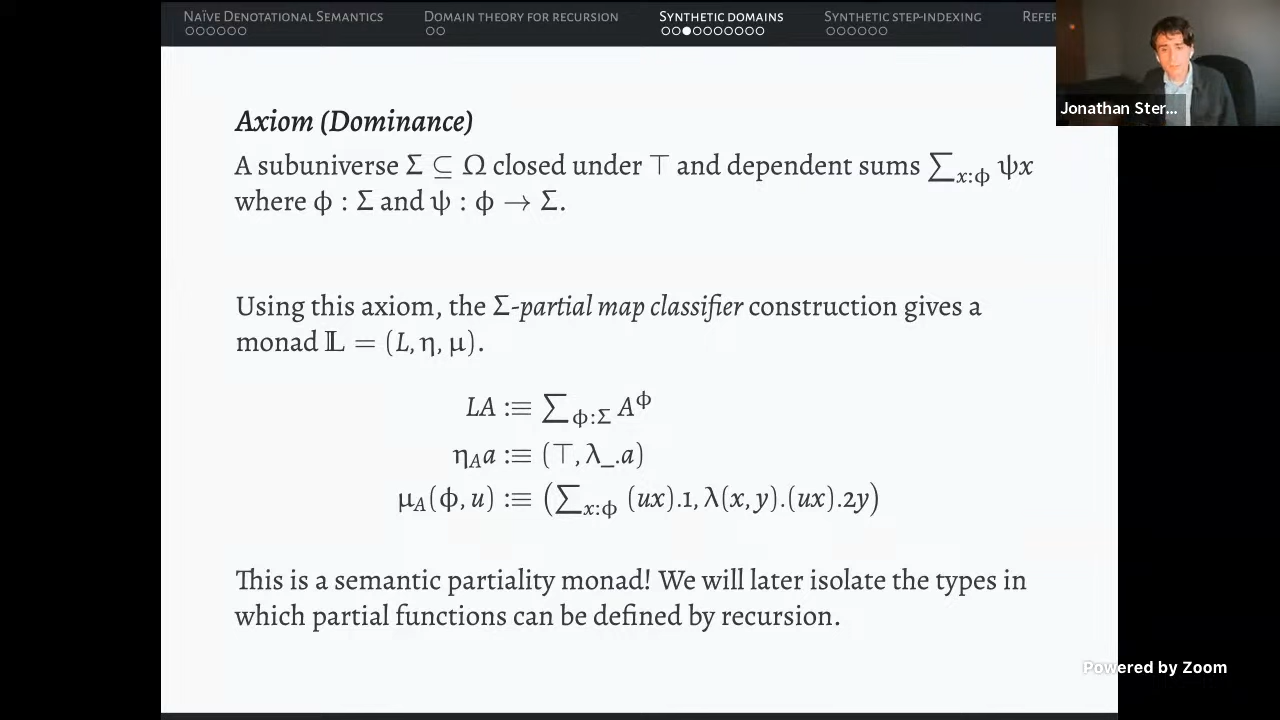 NAÏVE DENOTATIONAL SEMANTICS DOMAIN THEORY FOR RECURSION SYNTHETIC DOMAINS SYNTHETIC STEP-INDEXING REFER
Jonathan Ster...
Axiom (Dominance)
A subuniverse Σ ⊆ Ω closed under ⊤ and dependent sums ∑_{x:ϕ} ψx
where ϕ : Σ and ψ : ϕ → Σ.
Using this axiom, the Σ-partial map classifier construction gives a
monad 𝕃 = (L, η, μ).
LA :≡ ∑_{ϕ:Σ} A^ϕ
η_A a :≡ (⊤, λ_.a)
μ_A(ϕ, u) :≡ (∑_{x:ϕ} (ux).1, λ(x, y).(ux).2y)
This is a semantic partiality monad! We will later isolate the types in
which partial functions can be defined by recursion.
Powered by Zoom